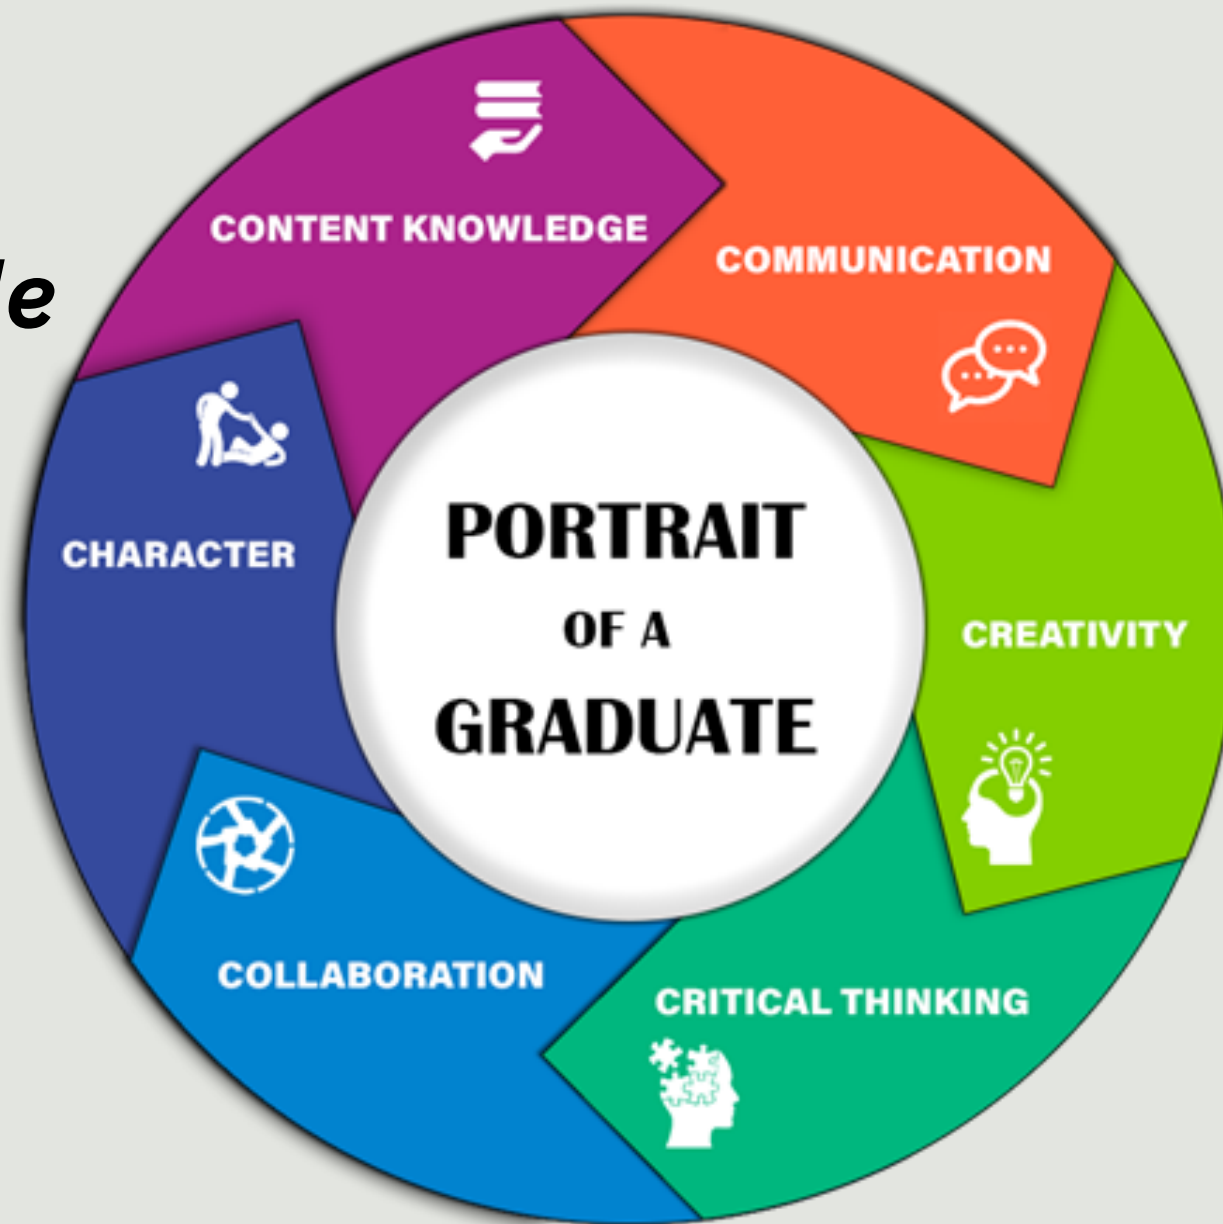 CONTENT KNOWLEDGE
COMMUNICATION
CREATIVITY
CRITICAL THINKING
COLLABORATION
CHARACTER
PORTRAIT
OF A
GRADUATE